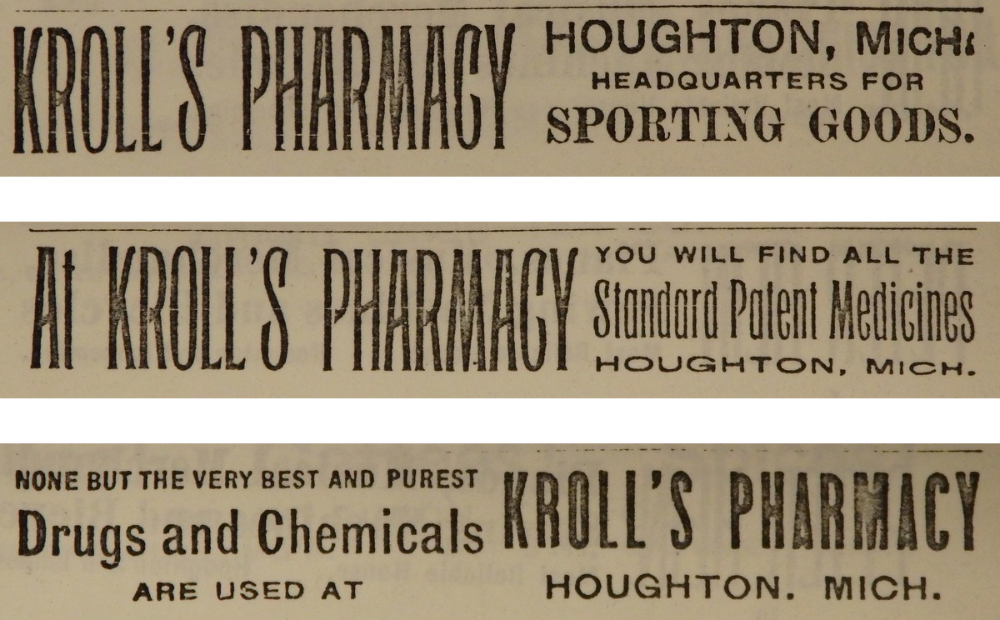 KROLL'S PHARMACY
HOUGHTON, MICH.
HEADQUARTERS FOR
SPORTING GOODS.
At KROLL'S PHARMACY
YOU WILL FIND ALL THE
Standard Patent Medicines
HOUGHTON, MICH.
NONE BUT THE VERY BEST AND PUREST
Drugs and Chemicals
ARE USED AT
KROLL'S PHARMACY
HOUGHTON. MICH.